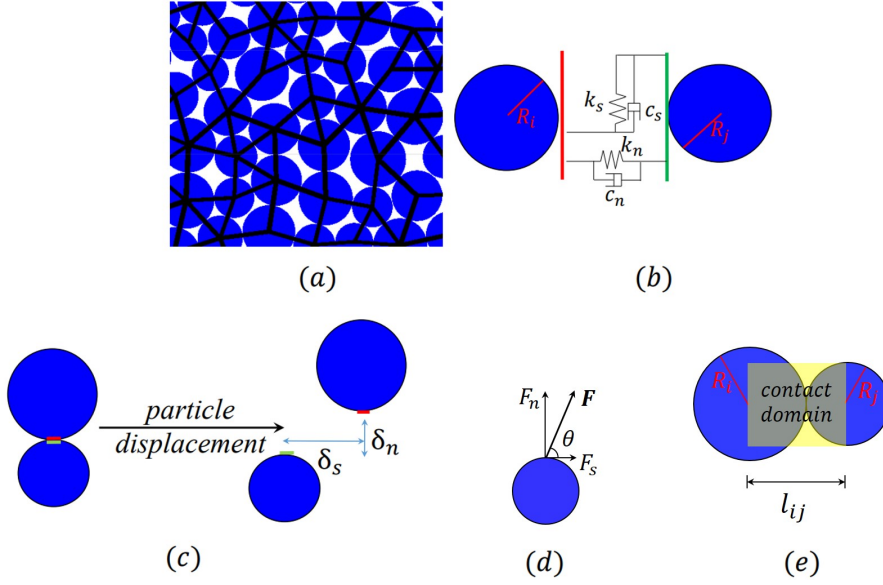 R_i
k_s
c_s
k_n
c_n
R_j
(a)
(b)
particle
displacement
δ_s
δ_n
F_n
F
θ
F_s
R_i
contact
domain
R_j
l_ij
(c)
(d)
(e)